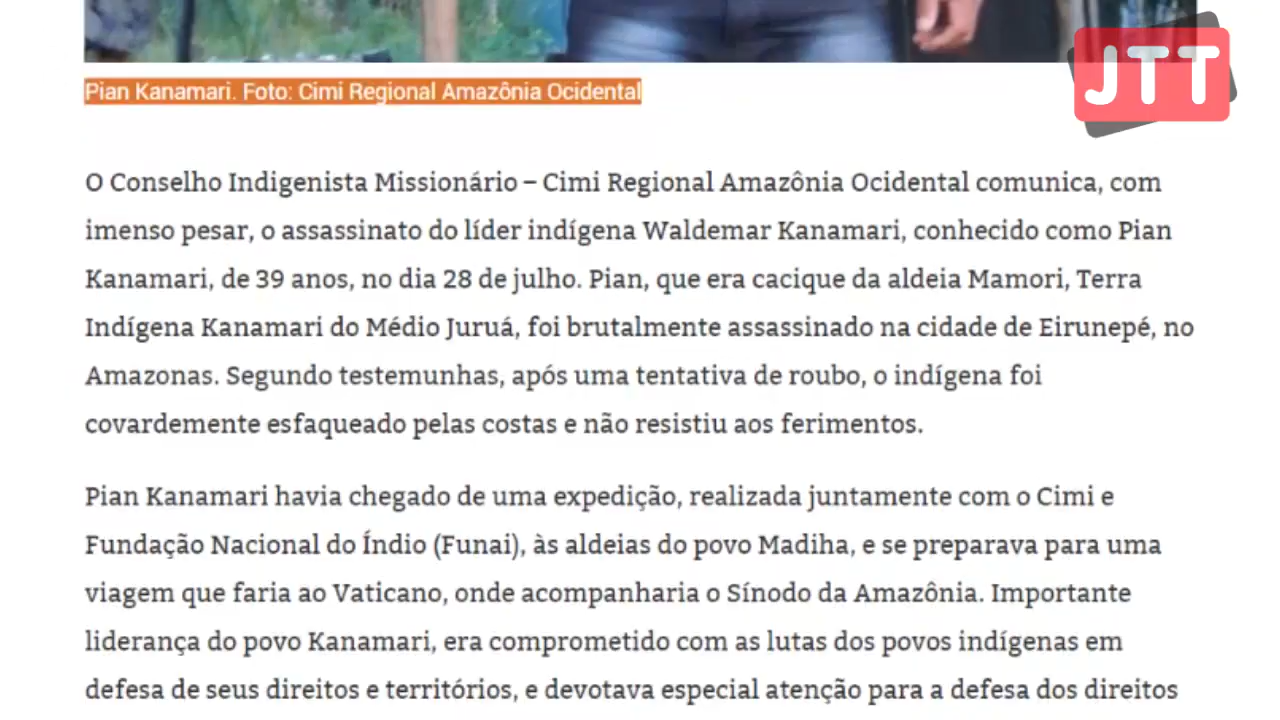 JTT
Pian Kanamari. Foto: Cimi Regional Amazônia Ocidental
O Conselho Indigenista Missionário – Cimi Regional Amazônia Ocidental comunica, com
imenso pesar, o assassinato do líder indígena Waldemar Kanamari, conhecido como Pian
Kanamari, de 39 anos, no dia 28 de julho. Pian, que era cacique da aldeia Mamori, Terra
Indígena Kanamari do Médio Juruá, foi brutalmente assassinado na cidade de Eirunepé, no
Amazonas. Segundo testemunhas, após uma tentativa de roubo, o indígena foi
covardemente esfaqueado pelas costas e não resistiu aos ferimentos.
Pian Kanamari havia chegado de uma expedição, realizada juntamente com o Cimi e
Fundação Nacional do Índio (Funai), às aldeias do povo Madiha, e se preparava para uma
viagem que faria ao Vaticano, onde acompanharia o Sínodo da Amazônia. Importante
liderança do povo Kanamari, era comprometido com as lutas dos povos indígenas em
defesa de seus direitos e territórios, e devotava especial atenção para a defesa dos direitos